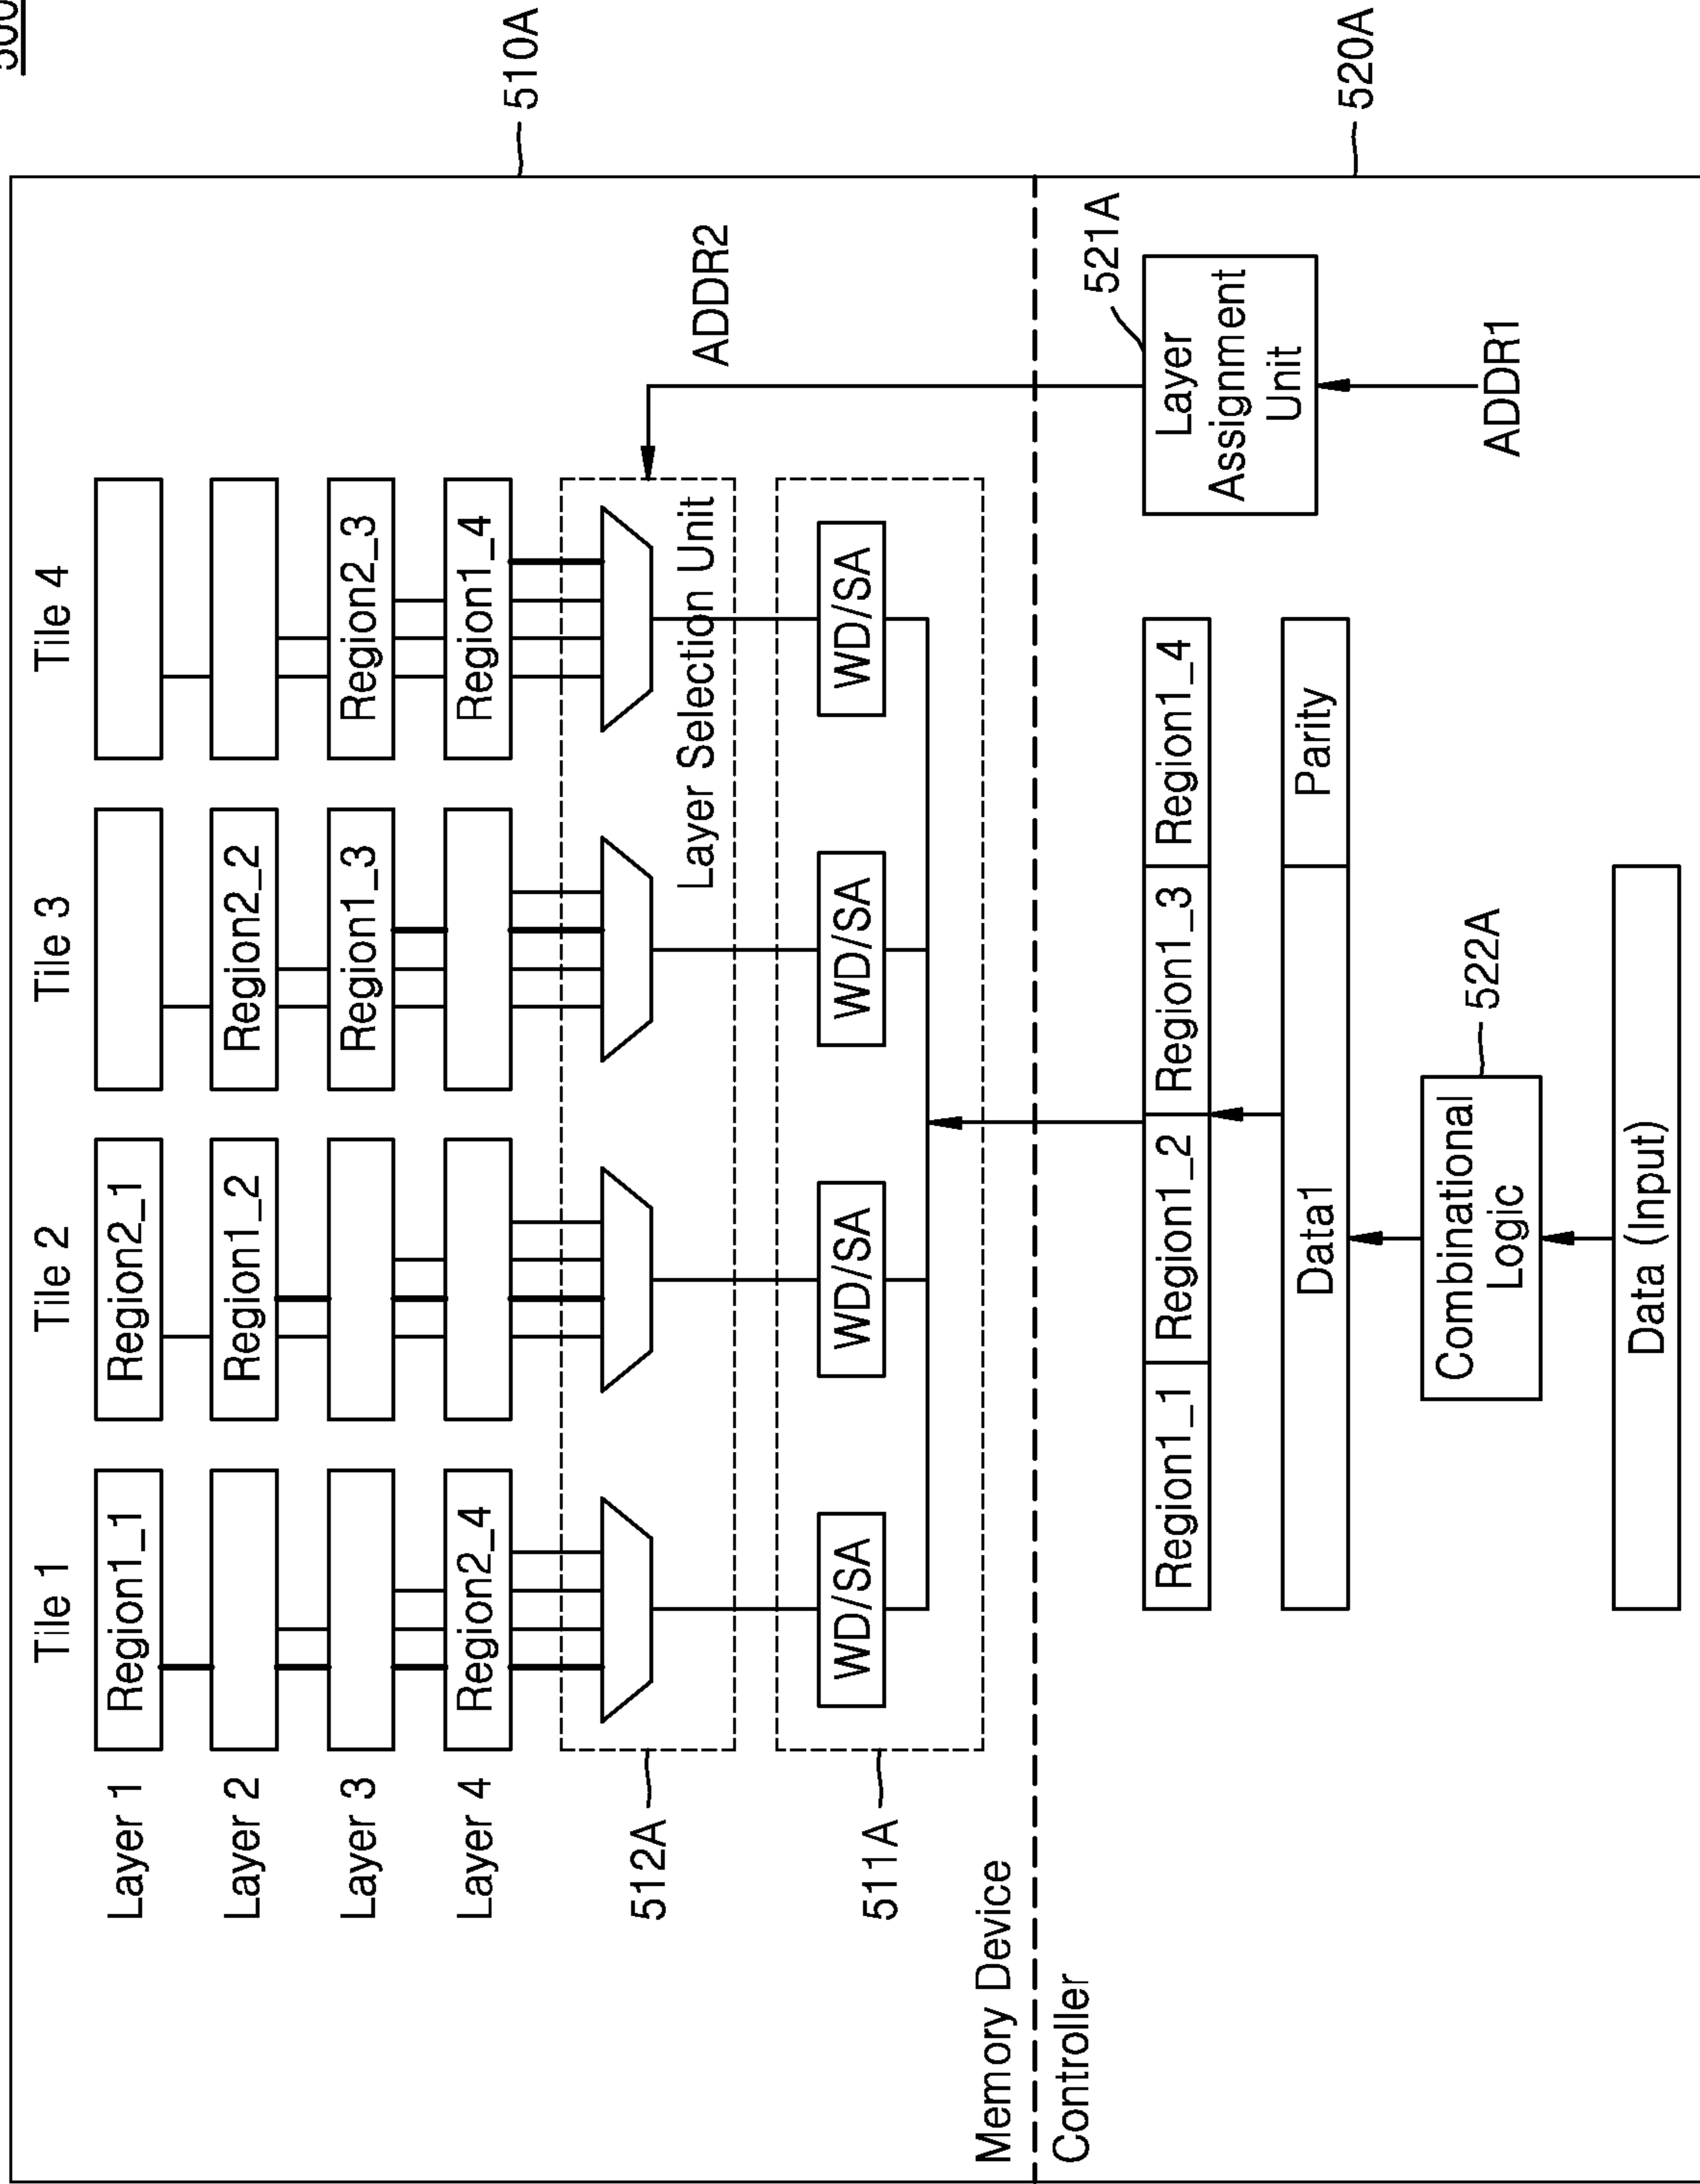 510A
520A
Tile 1
Tile 2
Tile 3
Tile 4
Layer 1
Region1_1
Region2_1
Layer 2
Region1_2
Region2_2
Layer 3
Region1_3
Region2_3
Layer 4
Region2_4
Region1_4
512A
Layer Selection Unit
ADDR2
511A
WD/SA
WD/SA
WD/SA
WD/SA
Memory Device
Controller
521A
Region1_1
Region1_2
Region1_3
Region1_4
Layer
Assignment
Unit
Data1
Parity
ADDR1
Combinational
Logic
522A
Data (Input)